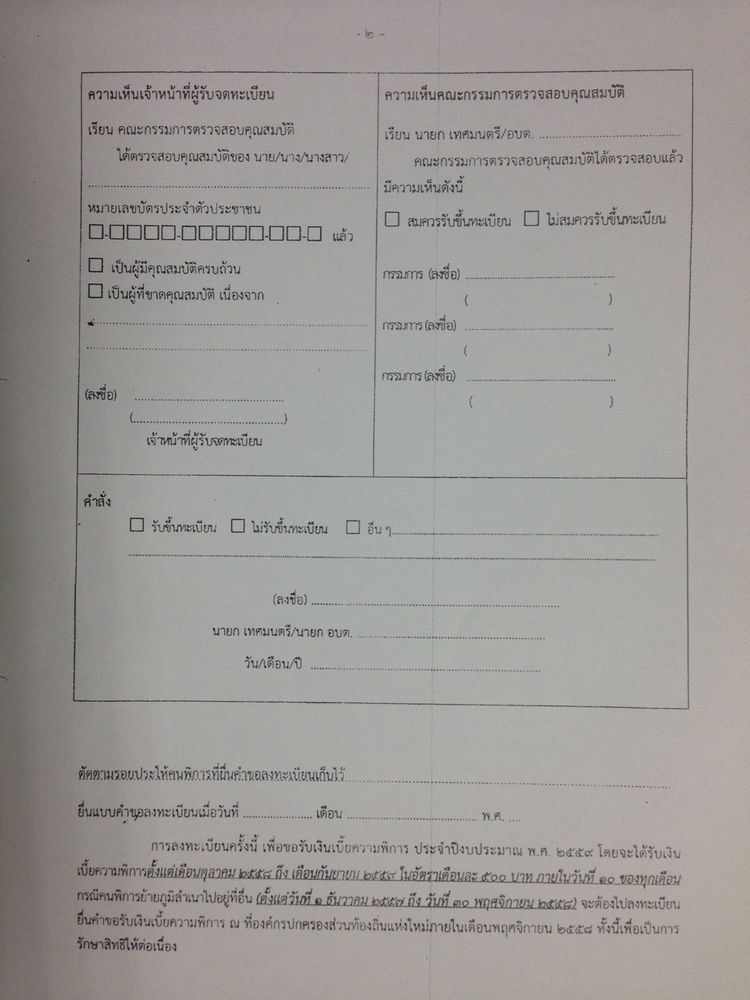 - ๒ -
ความเห็นเจ้าหน้าที่ผู้รับจดทะเบียน
เรียน คณะกรรมการตรวจสอบคุณสมบัติ
ได้ตรวจสอบคุณสมบัติของ นาย/นาง/นางสาว/
หมายเลขบัตรประจำตัวประชาชน
แล้ว
เป็นผู้มีคุณสมบัติครบถ้วน
เป็นผู้ที่ขาดคุณสมบัติ เนื่องจาก
(ลงชื่อ) ........................................
(........................................)
เจ้าหน้าที่ผู้รับจดทะเบียน
ความเห็นคณะกรรมการตรวจสอบคุณสมบัติ
เรียน นายก เทศมนตรี/อบต. ........................................
คณะกรรมการตรวจสอบคุณสมบัติได้ตรวจสอบแล้ว
มีความเห็นดังนี้
สมควรรับขึ้นทะเบียน ไม่สมควรรับขึ้นทะเบียน
กรรมการ (ลงชื่อ) ........................................
( )
กรรมการ (ลงชื่อ) ........................................
( )
กรรมการ (ลงชื่อ) ........................................
( )
คำสั่ง
รับขึ้นทะเบียน ไม่รับขึ้นทะเบียน อื่น ๆ........................................
(ลงชื่อ) ........................................
นายก เทศมนตรี/นายก อบต. ........................................
วัน/เดือน/ปี ........................................
ตัดตามรอยประให้คนพิการที่ยื่นคำขอลงทะเบียนเก็บไว้........................................
ยื่นแบบคำขอลงทะเบียนเมื่อวันที่ .................... เดือน ........................................ พ.ศ. ....
การลงทะเบียนครั้งนี้ เพื่อขอรับเงินเบี้ยความพิการ ประจำปีงบประมาณ พ.ศ. ๒๕๕๙ โดยจะได้รับเงิน
เบี้ยความพิการตั้งแต่เดือนตุลาคม ๒๕๕๘ ถึง เดือนกันยายน ๒๕๕๙ ในอัตราเดือนละ ๕๐๐ บาท ภายในวันที่ ๑๐ ของทุกเดือน
กรณีคนพิการย้ายภูมิลำเนาไปอยู่ที่อื่น (ตั้งแต่วันที่ ๑ ธันวาคม ๒๕๕๗ ถึง วันที่ ๓๐ พฤศจิกายน ๒๕๕๘) จะต้องไปลงทะเบียน
ยื่นคำขอรับเงินเบี้ยความพิการ ณ ที่องค์กรปกครองส่วนท้องถิ่นแห่งใหม่ภายในเดือนพฤศจิกายน ๒๕๕๘ ทั้งนี้เพื่อเป็นการ
รักษาสิทธิให้ต่อเนื่อง